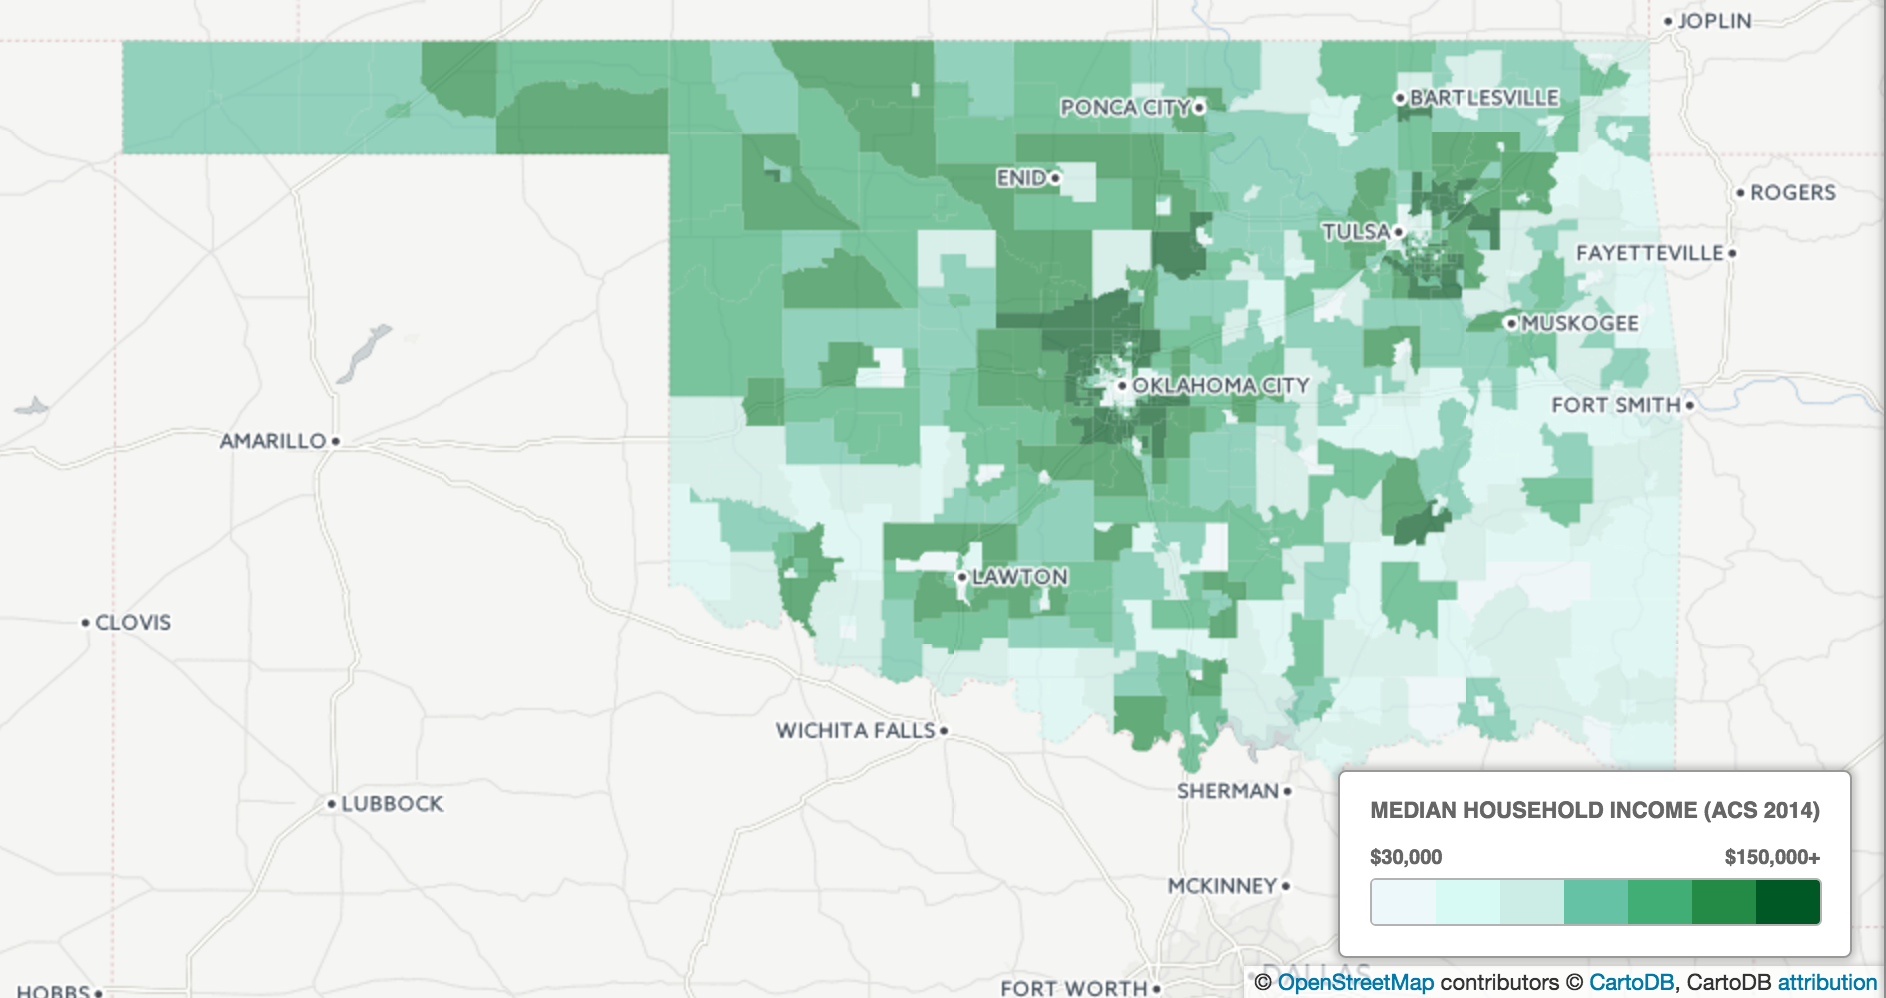 JOPLIN
PONCA CITY
BARTLESVILLE
ENID
ROGERS
TULSA
FAYETTEVILLE
MUSKOGEE
OKLAHOMA CITY
FORT SMITH
AMARILLO
LAWTON
CLOVIS
WICHITA FALLS
SHERMAN
LUBBOCK
MEDIAN HOUSEHOLD INCOME (ACS 2014)
$30,000 $150,000+
MCKINNEY
DALLAS
HOBBS
FORT WORTH
© OpenStreetMap contributors © CartoDB, CartoDB attribution